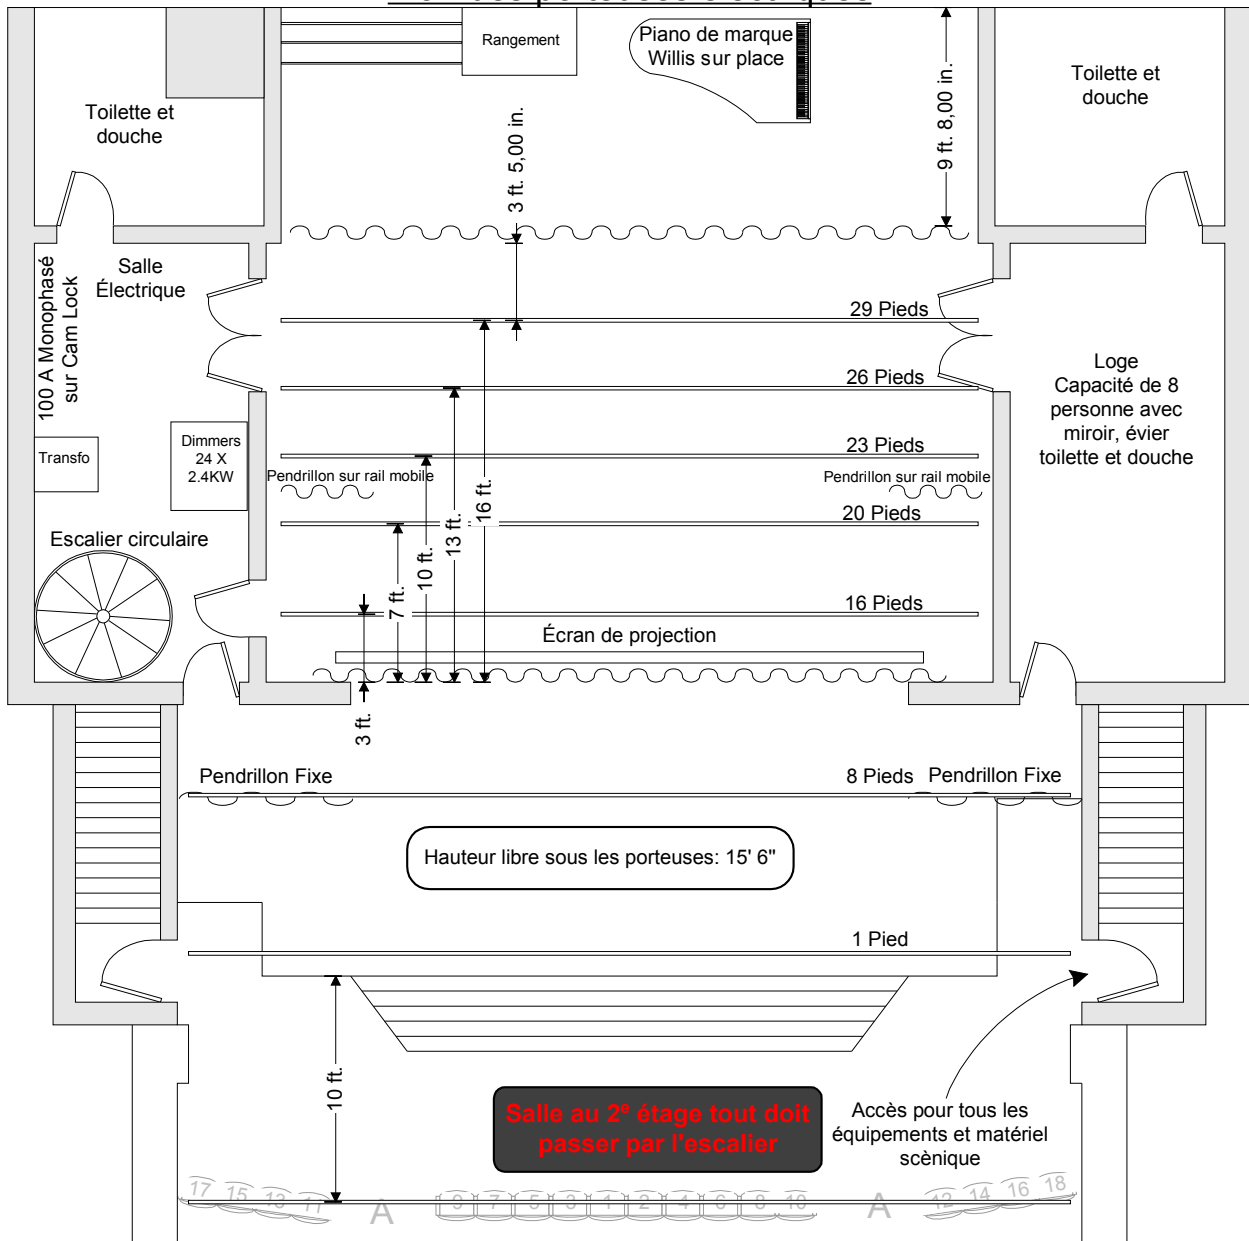 Rangement
Piano de marque
Willis sur place
Toilette et
douche
Toilette et
douche
9 ft. 8,00 in.
3 ft. 5,00 in.
Salle
Électrique
100 A Monophasé
sur Cam Lock
29 Pieds
26 Pieds
23 Pieds
20 Pieds
16 Pieds
Loge
Capacité de 8
personne avec
miroir, évier
toilette et douche
Transfo
Dimmers
24 X
2.4KW
Pendrillon sur rail mobile
Pendrillon sur rail mobile
Escalier circulaire
16 ft.
13 ft.
10 ft.
7 ft.
3 ft.
Écran de projection
Pendrillon Fixe
8 Pieds
Pendrillon Fixe
Hauteur libre sous les porteuses: 15' 6"
1 Pied
10 ft.
Salle au 2e étage tout doit
passer par l'escalier
Accès pour tous les
équipements et matériel
scènique
17 15 13 11 A 9 7 5 3 1 2 4 6 8 10 A 12 14 16 18